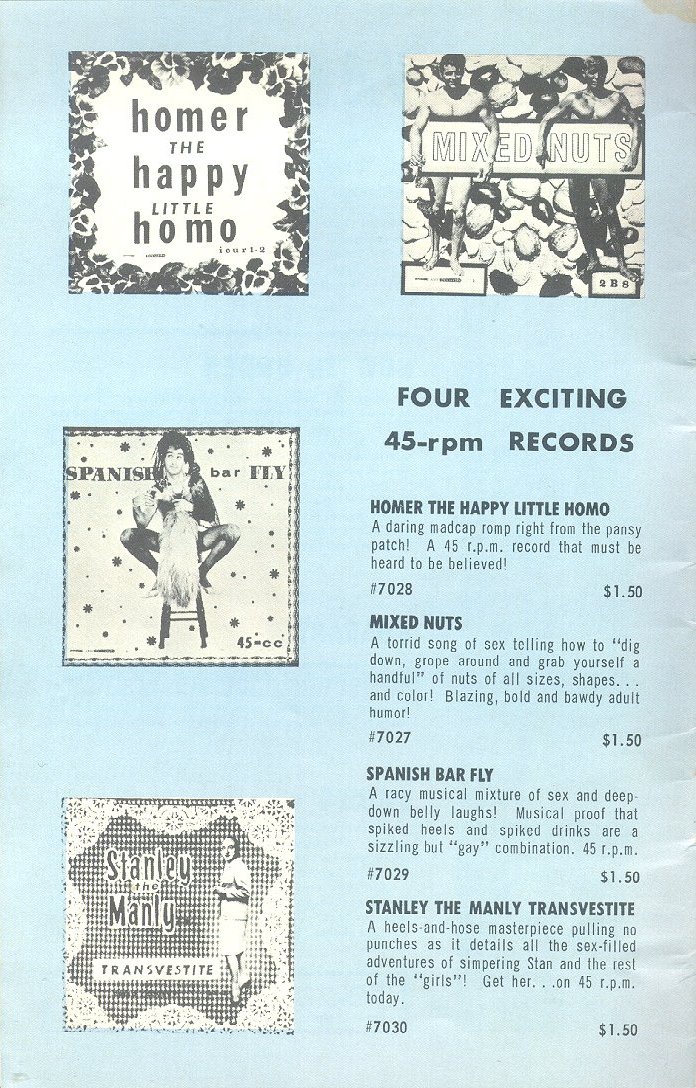 homer
THE
happy
LITTLE
homo
icur1-2
MIXED NUTS
2B8
SPANISH bar FLY
45-cc
Stanley
the
Manly
TRANSVESTITE
FOUR EXCITING
45-rpm RECORDS
HOMER THE HAPPY LITTLE HOMO
A daring madcap romp right from the pansy
patch! A 45 r.p.m. record that must be
heard to be believed!
#7028 $1.50
MIXED NUTS
A torrid song of sex telling how to "dig
down, grope around and grab yourself a
handful" of nuts of all sizes, shapes. . .
and color! Blazing, bold and bawdy adult
humor!
#7027 $1.50
SPANISH BAR FLY
A racy musical mixture of sex and deep-
down belly laughs! Musical proof that
spiked heels and spiked drinks are a
sizzling but "gay" combination. 45 r.p.m.
#7029 $1.50
STANLEY THE MANLY TRANSVESTITE
A heels-and-hose masterpiece pulling no
punches as it details all the sex-filled
adventures of simpering Stan and the rest
of the "girls"! Get her. . .on 45 r.p.m.
today.
#7030 $1.50